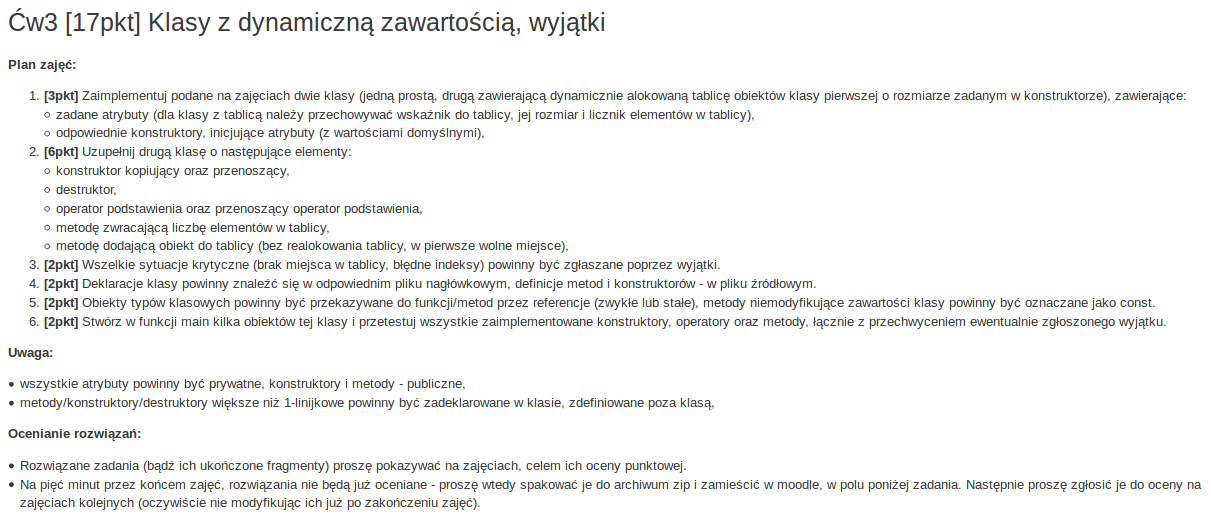 Ćw3 [17pkt] Klasy z dynamiczną zawartością, wyjątki
Plan zajęć:
1. [3pkt] Zaimplementuj podane na zajęciach dwie klasy (jedną prostą, drugą zawierającą dynamicznie alokowaną tablicę obiektów klasy pierwszej o rozmiarze zadanym w konstruktorze), zawierające:
○ zadane atrybuty (dla klasy z tablicą należy przechowywać wskaźnik do tablicy, jej rozmiar i licznik elementów w tablicy),
○ odpowiednie konstruktory, inicjujące atrybuty (z wartościami domyślnymi),
2. [6pkt] Uzupełnij drugą klasę o następujące elementy:
○ konstruktor kopiujący oraz przenoszący,
○ destruktor,
○ operator podstawienia oraz przenoszący operator podstawienia,
○ metodę zwracającą liczbę elementów w tablicy,
○ metodę dodającą obiekt do tablicy (bez realokowania tablicy, w pierwsze wolne miejsce),
3. [2pkt] Wszelkie sytuacje krytyczne (brak miejsca w tablicy, błędne indeksy) powinny być zgłaszane poprzez wyjątki.
4. [2pkt] Deklaracje klasy powinny znaleźć się w odpowiednim pliku nagłówkowym, definicje metod i konstruktorów - w pliku źródłowym.
5. [2pkt] Obiekty typów klasowych powinny być przekazywane do funkcji/metod przez referencje (zwykłe lub stałe), metody niemodyfikujące zawartości klasy powinny być oznaczane jako const.
6. [2pkt] Stwórz w funkcji main kilka obiektów tej klasy i przetestuj wszystkie zaimplementowane konstruktory, operatory oraz metody, łącznie z przechwyceniem ewentualnie zgłoszonego wyjątku.
Uwaga:
● wszystkie atrybuty powinny być prywatne, konstruktory i metody - publiczne,
● metody/konstruktory/destruktory większe niż 1-linijkowe powinny być zadeklarowane w klasie, zdefiniowane poza klasą,
Ocenianie rozwiązań:
● Rozwiązane zadania (bądź ich ukończone fragmenty) proszę pokazywać na zajęciach, celem ich oceny punktowej.
● Na pięć minut przez końcem zajęć, rozwiązania nie będą już oceniane - proszę wtedy spakować je do archiwum zip i zamieścić w moodle, w polu poniżej zadania. Następnie proszę zgłosić je do oceny na
zajęciach kolejnych (oczywiście nie modyfikując ich już po zakończeniu zajęć).